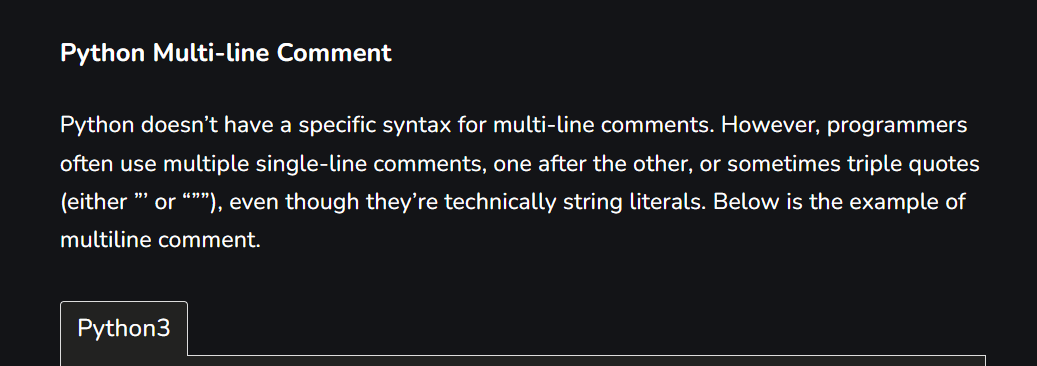 Python Multi-line Comment
Python doesn’t have a specific syntax for multi-line comments. However, programmers
often use multiple single-line comments, one after the other, or sometimes triple quotes
(either ”’ or “””), even though they’re technically string literals. Below is the example of
multiline comment.
Python3